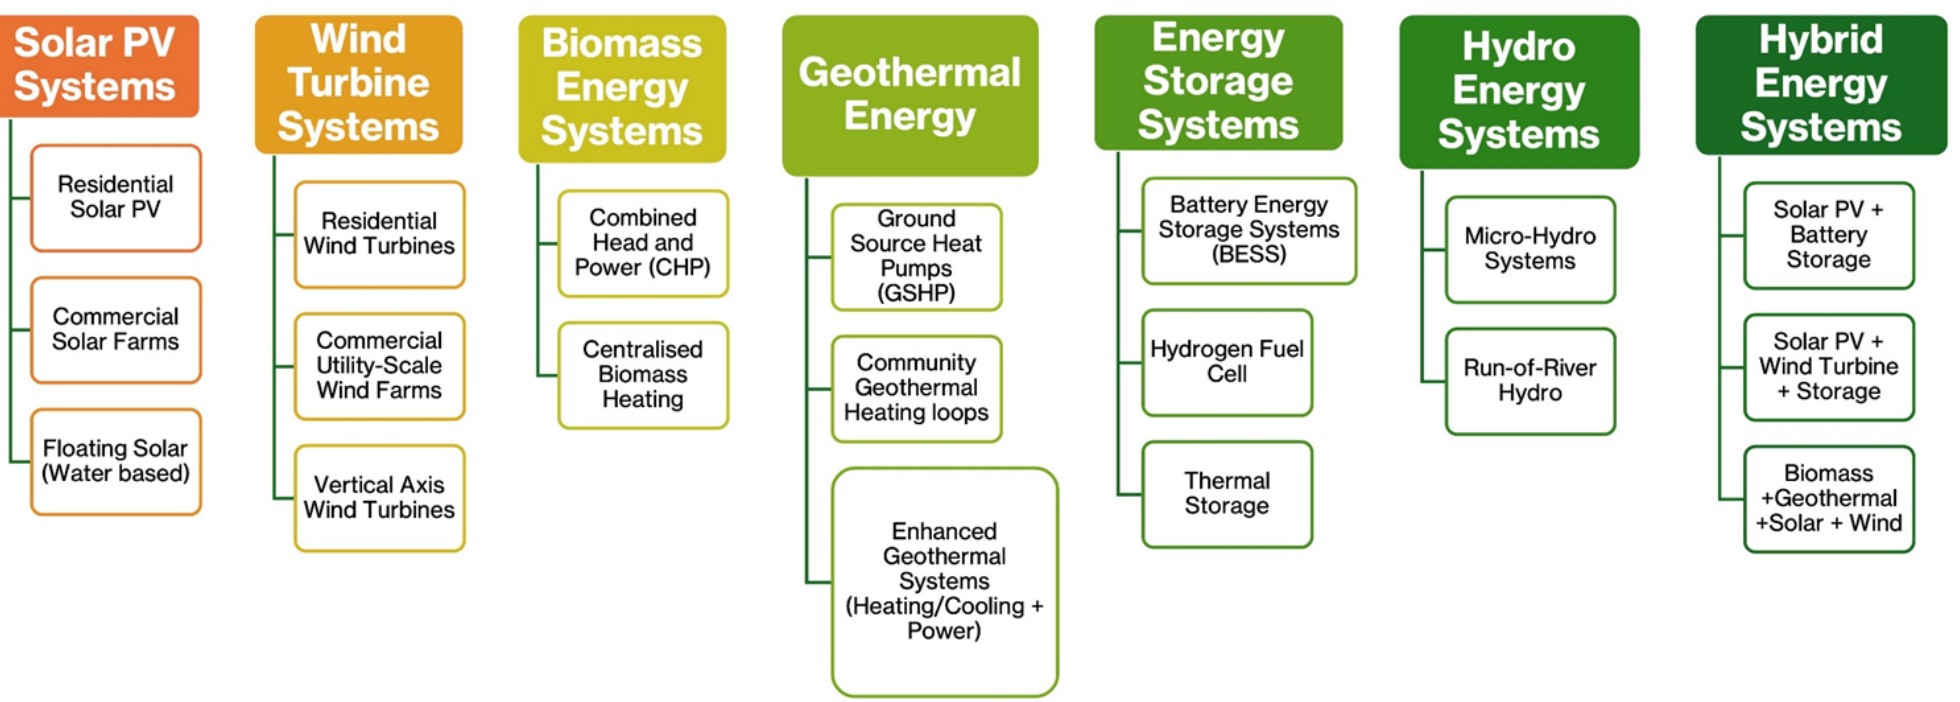 Solar PV
Systems
Residential
Solar PV
Commercial
Solar Farms
Floating Solar
(Water based)
Wind
Turbine
Systems
Residential
Wind Turbines
Commercial
Utility-Scale
Wind Farms
Vertical Axis
Wind Turbines
Biomass
Energy
Systems
Combined
Head and
Power (CHP)
Centralised
Biomass
Heating
Geothermal
Energy
Ground
Source Heat
Pumps
(GSHP)
Community
Geothermal
Heating loops
Enhanced
Geothermal
Systems
(Heating/Cooling +
Power)
Energy
Storage
Systems
Battery Energy
Storage Systems
(BESS)
Hydrogen Fuel
Cell
Thermal
Storage
Hydro
Energy
Systems
Micro-Hydro
Systems
Run-of-River
Hydro
Hybrid
Energy
Systems
Solar PV +
Battery
Storage
Solar PV +
Wind Turbine
+ Storage
Biomass
+Geothermal
+Solar + Wind